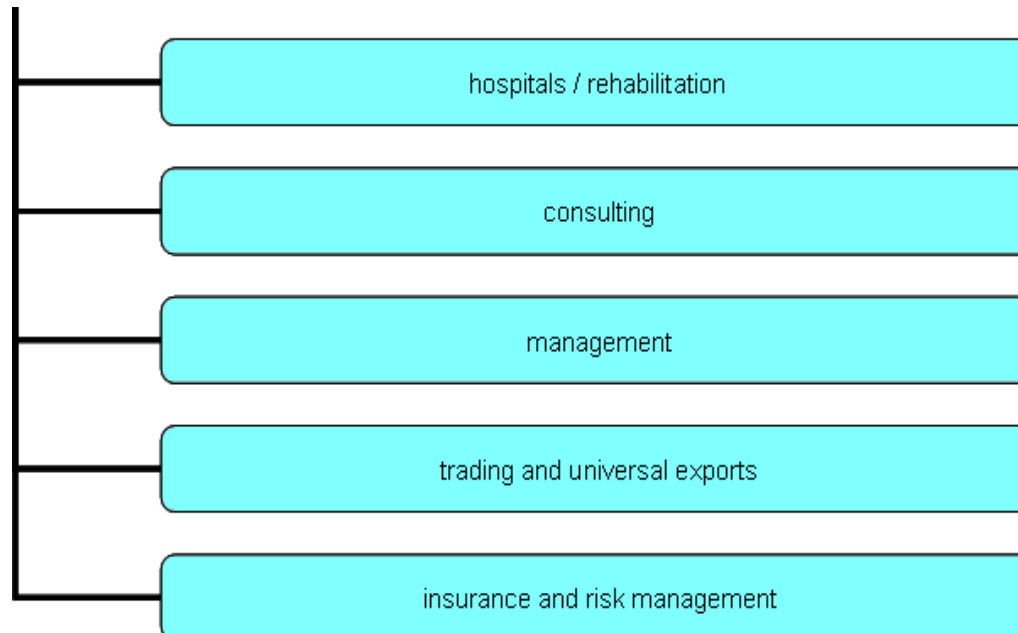 hospitals / rehabilitation
consulting
management
trading and universal exports
insurance and risk management